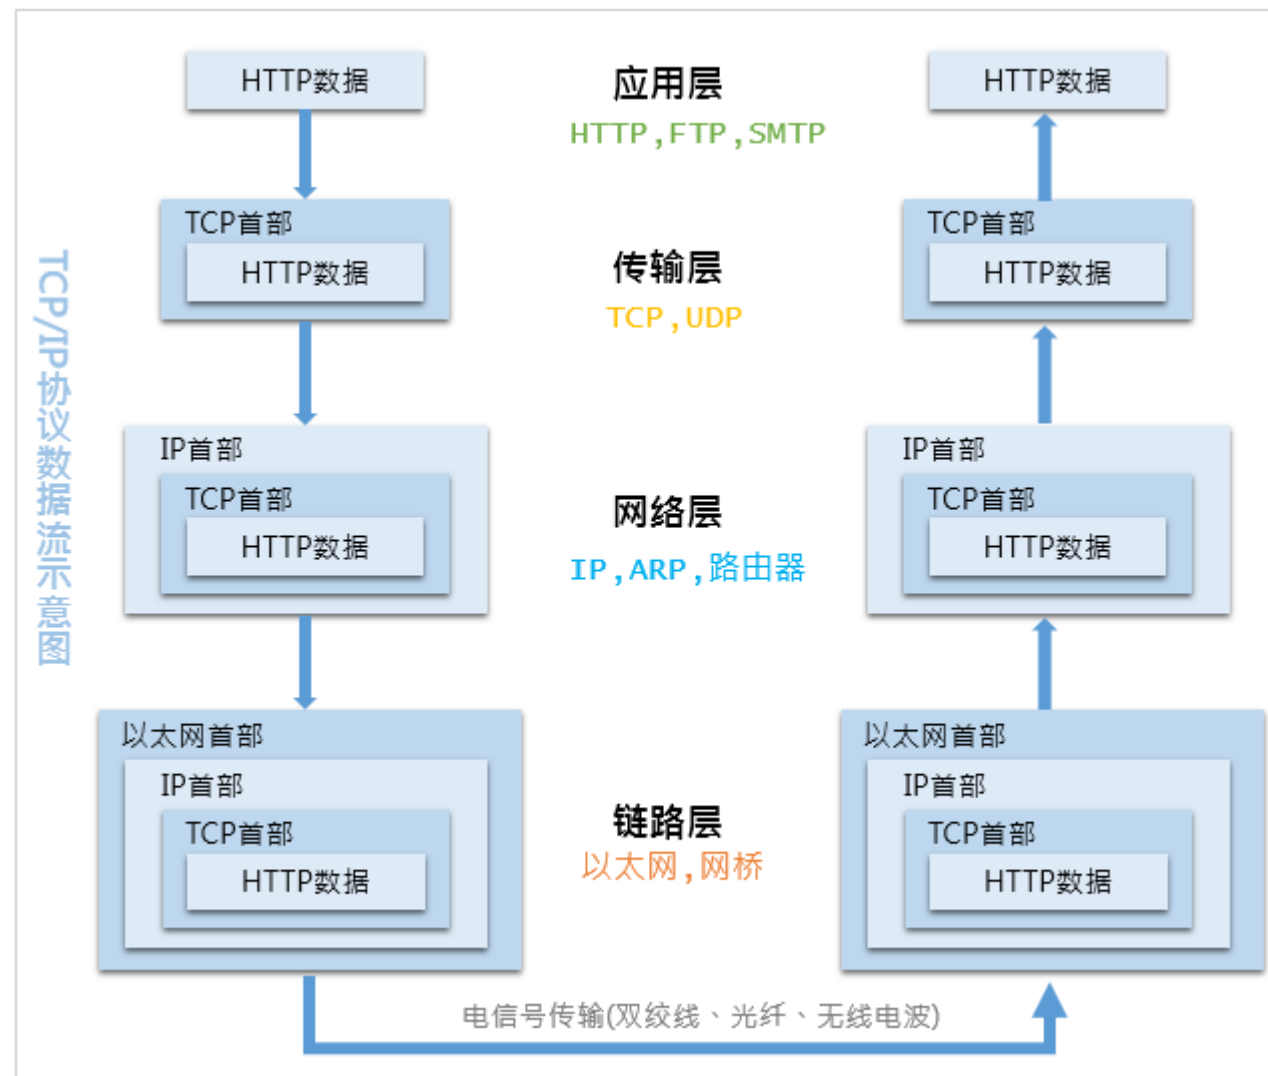 TCP/IP协议数据流示意图
HTTP数据
应用层
HTTP,FTP,SMTP
HTTP数据
TCP首部
HTTP数据
传输层
TCP,UDP
TCP首部
HTTP数据
IP首部
TCP首部
HTTP数据
网络层
IP,ARP,路由器
IP首部
TCP首部
HTTP数据
以太网首部
IP首部
TCP首部
HTTP数据
链路层
以太网,网桥
以太网首部
IP首部
TCP首部
HTTP数据
电信号传输(双绞线、光纤、无线电波)